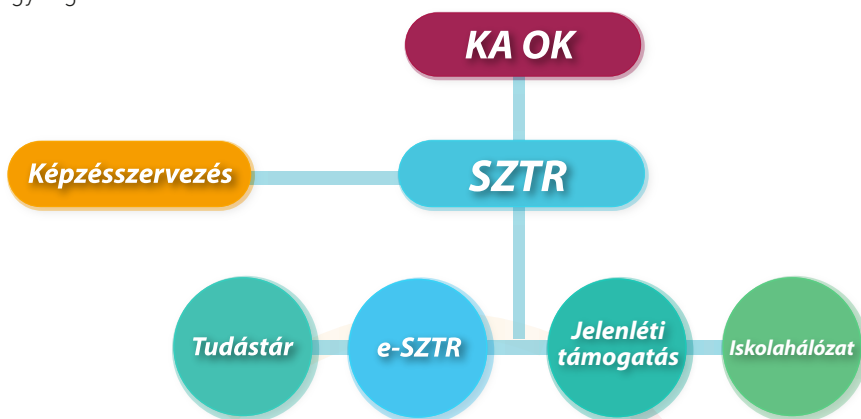 KA OK
SZTR
Képzésszervezés
Tudástár
e-SZTR
Jelenléti
támogatás
Iskolahálózat